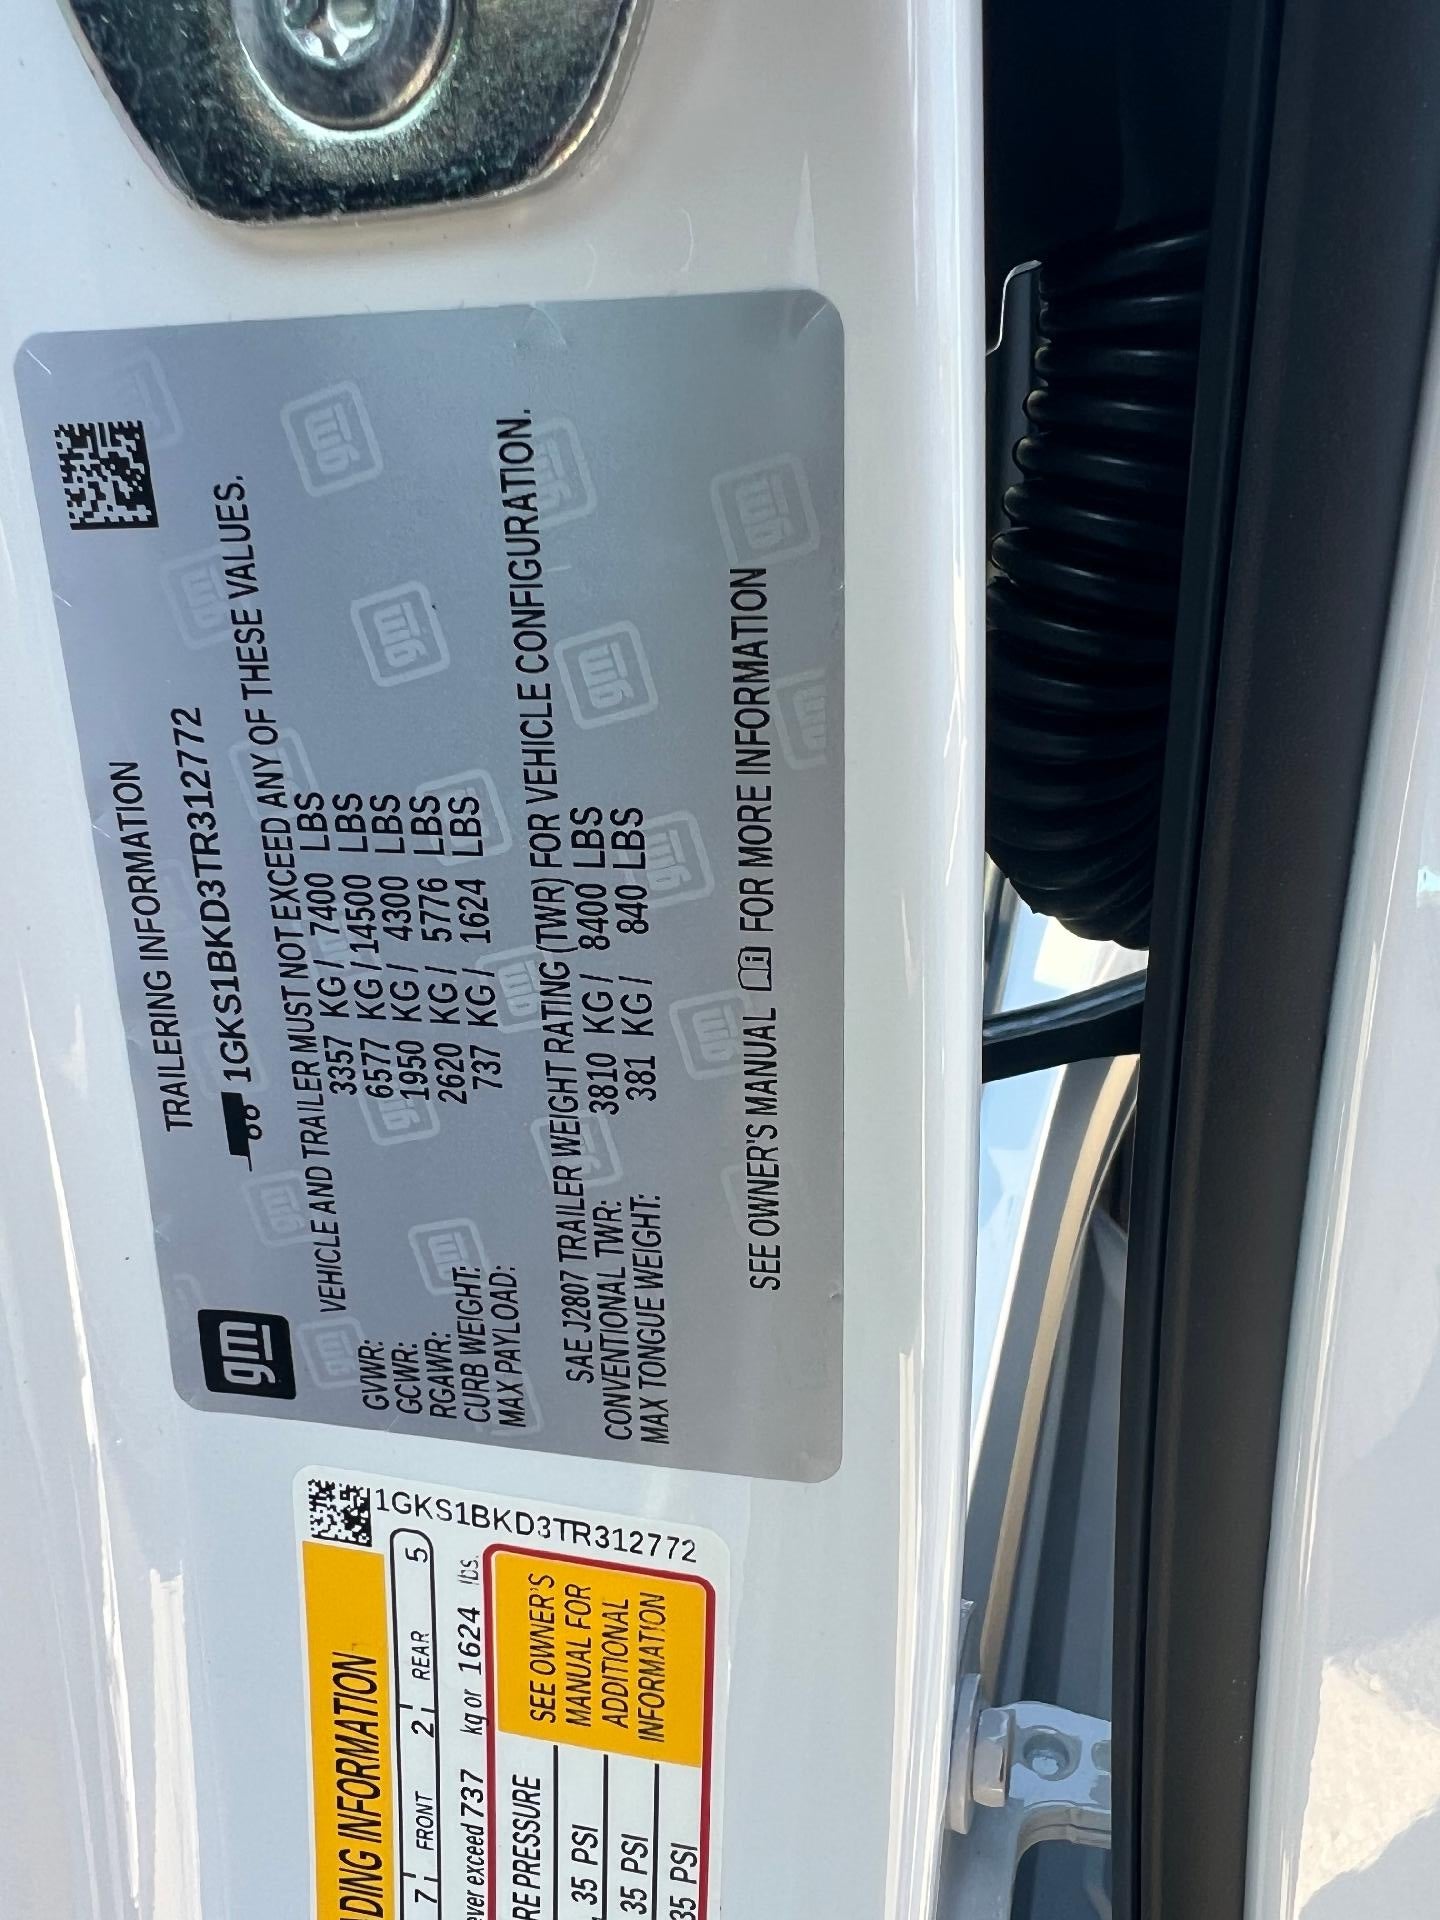 gm
TRAILERING INFORMATION
1GKS1BKD3TR312772
VEHICLE AND TRAILER MUST NOT EXCEED ANY OF THESE VALUES.
GVWR: 3357 KG / 7400 LBS
GCWR: 6577 KG / 14500 LBS
RGAWR: 1950 KG / 4300 LBS
CURB WEIGHT: 2620 KG / 5776 LBS
MAX PAYLOAD: 737 KG / 1624 LBS
SAE J2807 TRAILER WEIGHT RATING (TWR) FOR VEHICLE CONFIGURATION.
CONVENTIONAL TWR: 3810 KG / 8400 LBS
MAX TONGUE WEIGHT: 381 KG / 840 LBS
SEE OWNER'S MANUAL FOR MORE INFORMATION
INFORMATION
1GKS1BKD3TR312772
7 FRONT 2 REAR 5
exceed 737 kg or 1624 lbs.
PRESSURE
35 PSI
35 PSI
35 PSI
SEE OWNER'S
MANUAL FOR
ADDITIONAL
INFORMATION